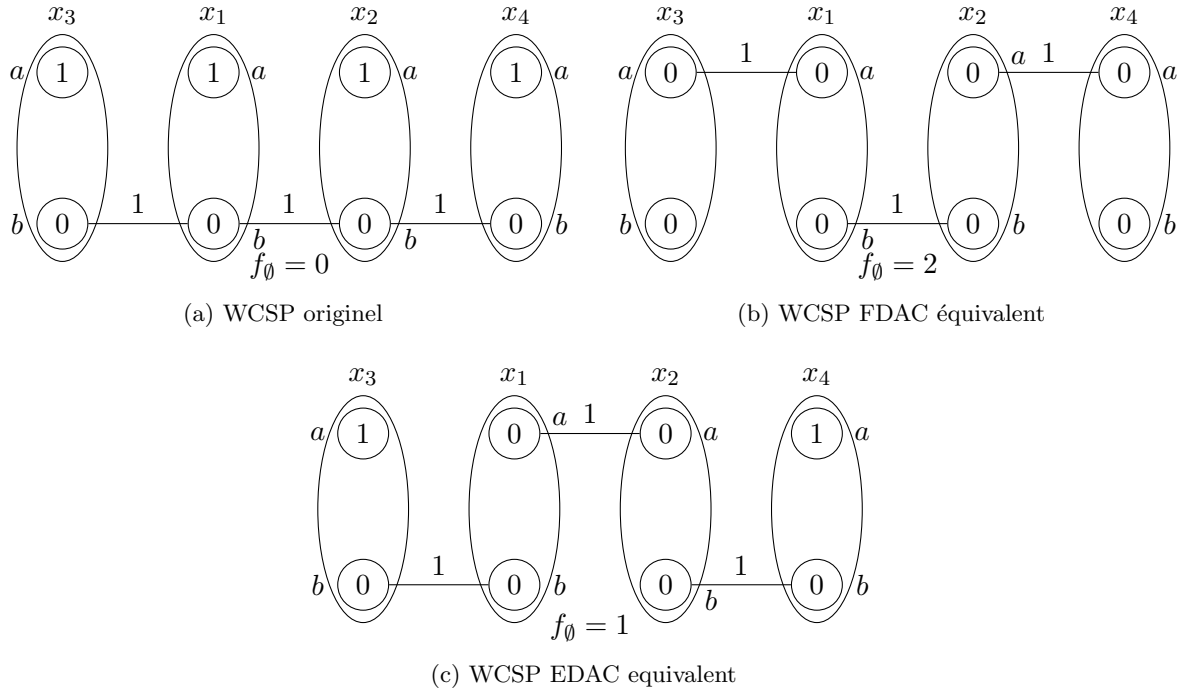 x3 x1 x2 x4
a 1 1 a 1 a 1 a
1 1 1
b 0 0 b 0 b 0 b
f∅ = 0
(a) WCSP originel
x3 x1 x2 x4
a 0 1 0 a 0 a 1 0 a
b 0 0 b 1 0 b 0 b
f∅ = 2
(b) WCSP FDAC équivalent
x3 x1 x2 x4
a 1 0 a 1 0 a 1 a
b 0 1 0 b 0 b 1 0 b
f∅ = 1
(c) WCSP EDAC equivalent